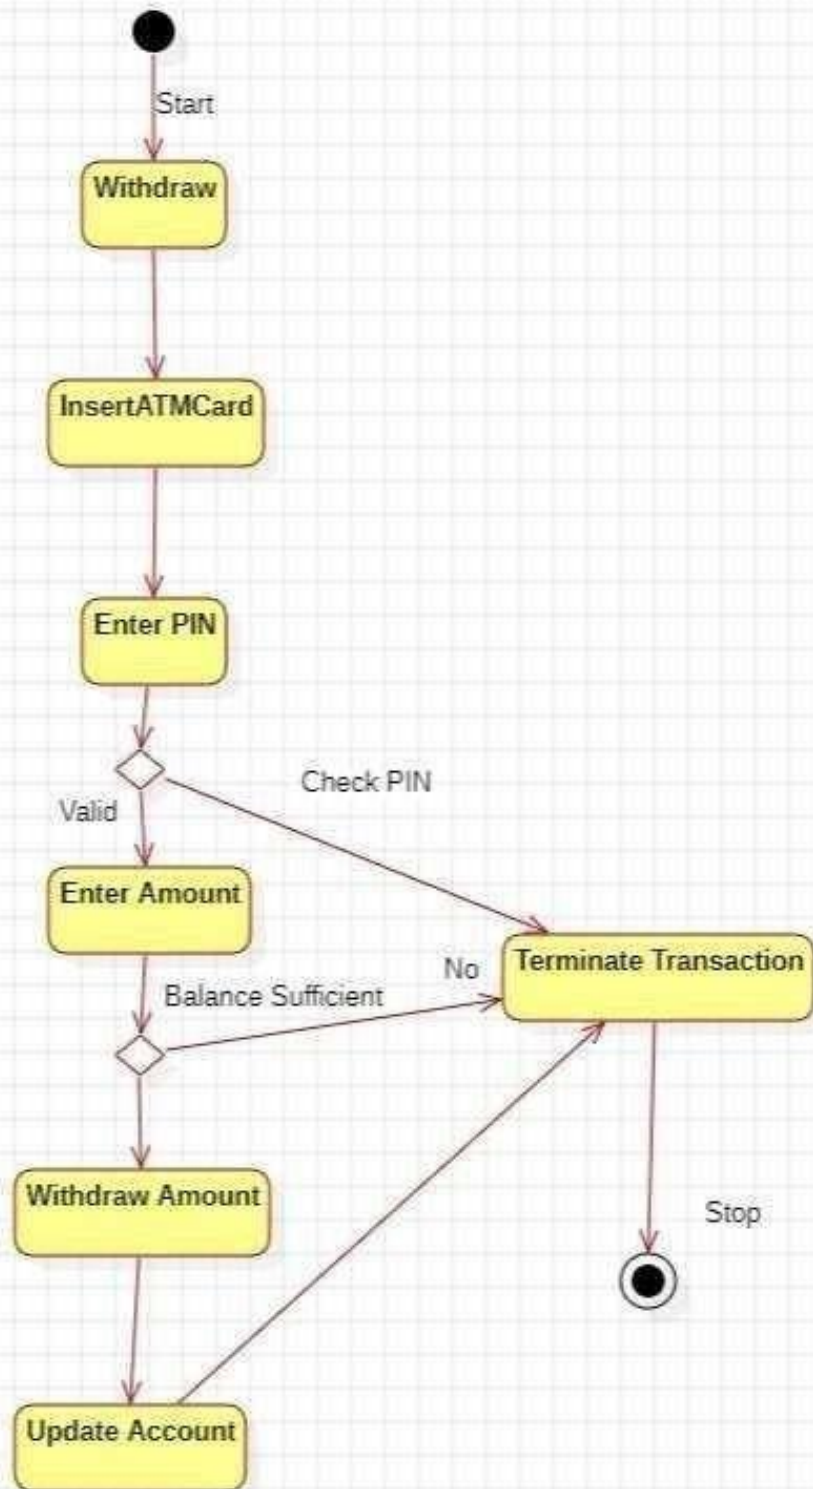 Start
Withdraw
InsertATMCard
Enter PIN
Check PIN
Valid
Enter Amount
No
Terminate Transaction
Balance Sufficient
Withdraw Amount
Stop
Update Account